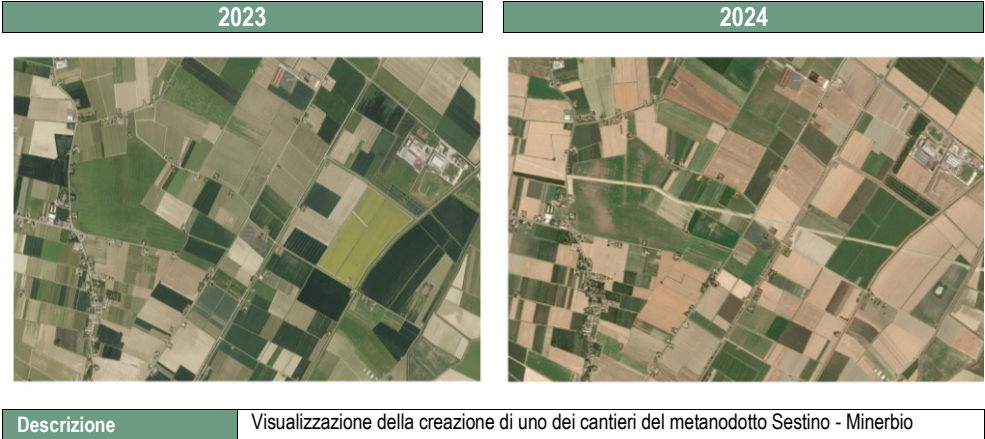 2023
2024
Descrizione
Visualizzazione della creazione di uno dei cantieri del metanodotto Sestino - Minerbio